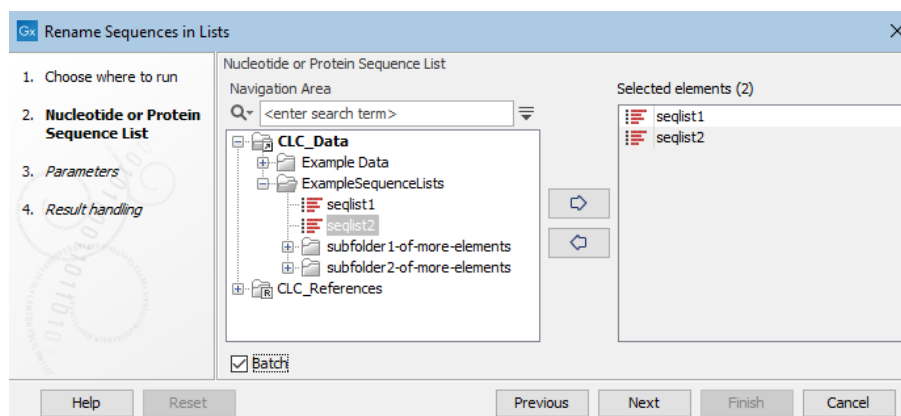 Gx Rename Sequences in Lists
1. Choose where to run
2. Nucleotide or Protein
Sequence List
3. Parameters
4. Result handling
Nucleotide or Protein Sequence List
Navigation Area
<enter search term>
CLC_Data
Example Data
ExampleSequenceLists
seqlist1
seqlist2
subfolder1-of-more-elements
subfolder2-of-more-elements
R CLC_References
Batch
Selected elements (2)
seqlist1
seqlist2
Help Reset Previous Next Finish Cancel